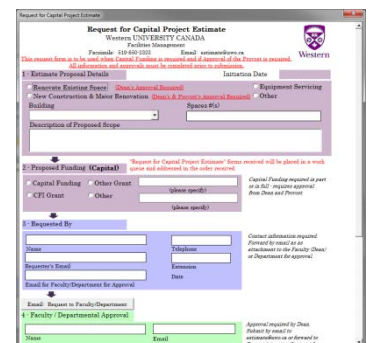 Request for Capital Project Estimate
Request for Capital Project Estimate
Western UNIVERSITY CANADA
Facilities Management
Facsimile: 519-850-2023 Email: estimate@uwo.ca
Western
This request form is to be used when Capital Funding is required and if Approval of the Provost is required.
All information and approvals must be completed prior to submission.
1 - Estimate Proposal Details
Initiation Date
Renovate Existing Space (Dean's Approval Required)
Equipment Servicing
New Construction & Major Renovation (Dean's & Provost's Approval Required)
Other
Building
Spaces #(s)
Description of Proposed Scope
"Request for Capital Project Estimate" forms received will be placed in a work queue and addressed in the order received
2 - Proposed Funding (Capital)
Capital Funding
Other Grant
(please specify)
CFI Grant
Other
(please specify)
Capital Funding required in part
or in full - requires approval
from Dean and Provost.
3 - Requested By
Name
Telephone
Requester's Email
Extension
Date
Email for Faculty/Department for Approval
Contact information required.
Forward by email as an
attachment to the Faculty (Dean)
or Department for approval
Email Request to Faculty/Department
4 - Faculty / Departmental Approval
Name
Email
Approval required by Dean.
Submit by email to
estimate@uwo.ca or forward to